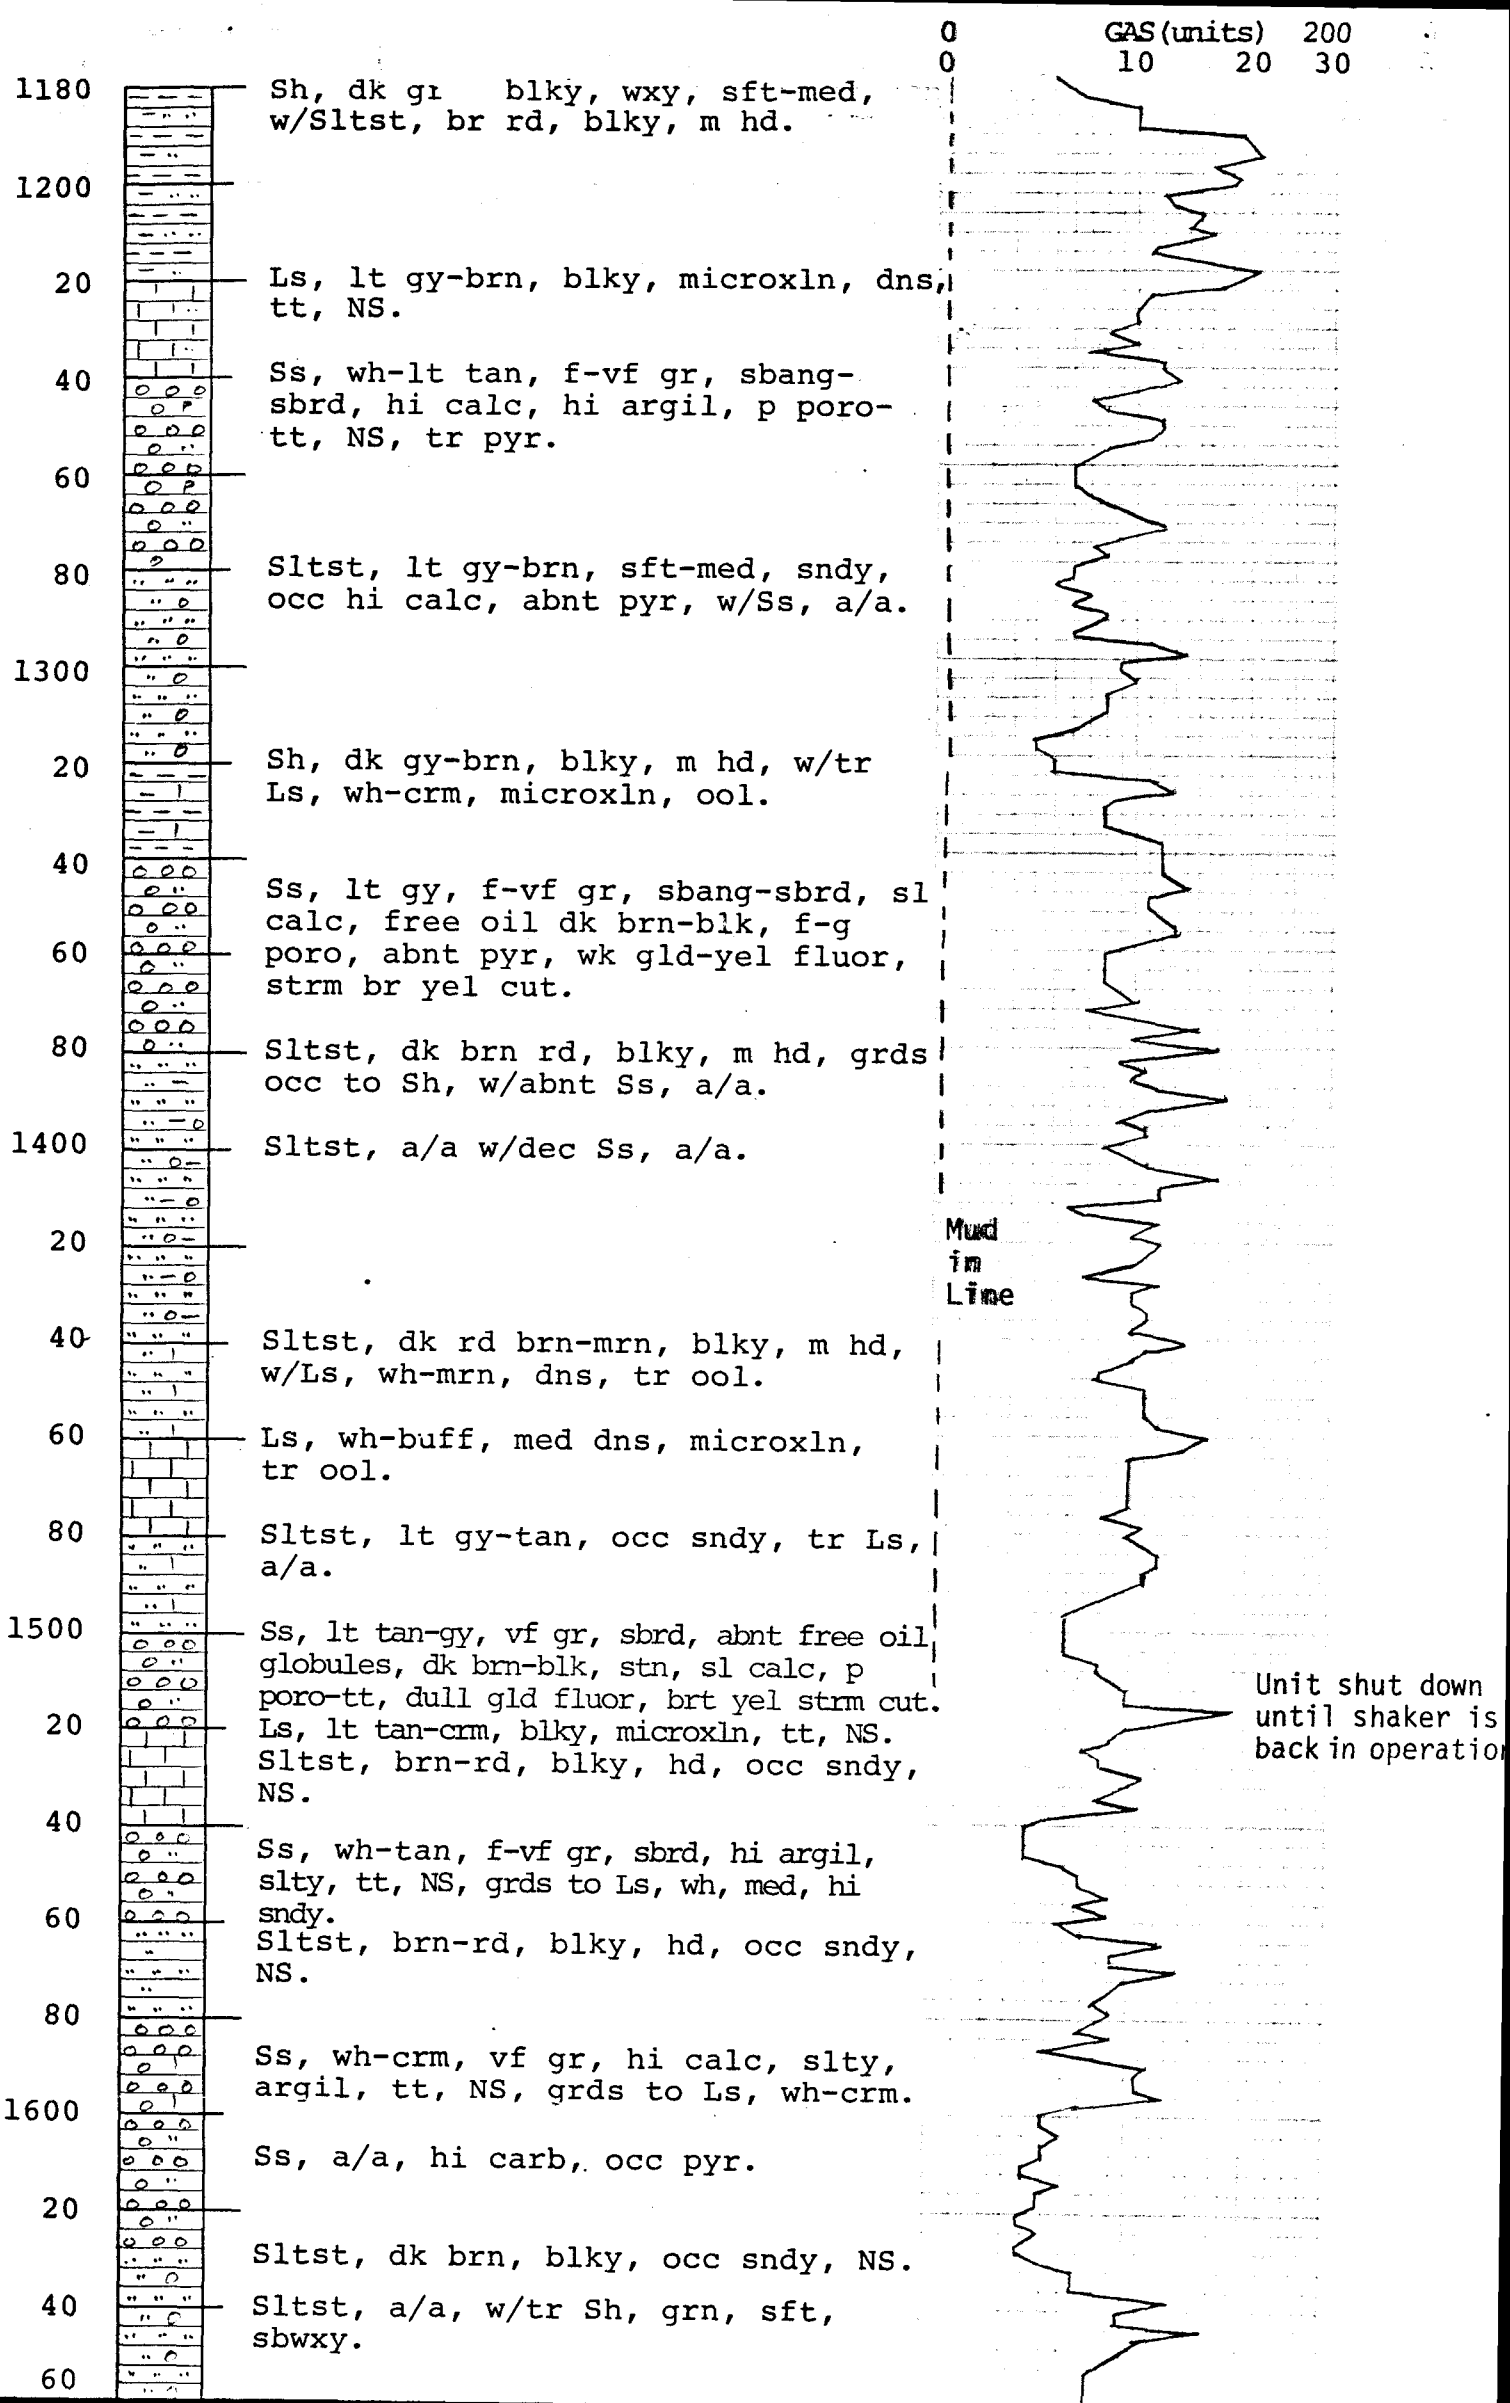 0 GAS(units) 200
0 10 20 30
1180
Sh, dk blky, wxy, sft-med,
w/Sltst, br rd, blky, m hd.
1200
20
Ls, lt gy-brn, blky, microxln, dns,
tt, NS.
40
Ss, wh-lt tan, f-vf gr, sbang-
sbrd, hi calc, hi argil, p poro-
tt, NS, tr pyr.
60
80
Sltst, lt gy-brn, sft-med, sndy,
occ hi calc, abnt pyr, w/Ss, a/a.
1300
20
Sh, dk gy-brn, blky, m hd, w/tr
Ls, wh-crm, microxln, ool.
40
Ss, lt gy, f-vf gr, sbang-sbrd, sl
calc, free oil dk brn-blk, f-g
60
poro, abnt pyr, wk gld-yel fluor,
strm br yel cut.
80
Sltst, dk brn rd, blky, m hd, grds
occ to Sh, w/abnt Ss, a/a.
1400
Sltst, a/a w/dec Ss, a/a.
Mud
in
Line
20
40
Sltst, dk rd brn-mrn, blky, m hd,
w/Ls, wh-mrn, dns, tr ool.
60
Ls, wh-buff, med dns, microxln,
tr ool.
80
Sltst, lt gy-tan, occ sndy, tr Ls,
a/a.
1500
Ss, lt tan-gy, vf gr, sbrd, abnt free oil
globules, dk brn-blk, stn, sl calc, p
poro-tt, dull gld fluor, brt yel strm cut.
Unit shut down
until shaker is
back in operation
20
Ls, lt tan-crm, blky, microxln, tt, NS.
Sltst, brn-rd, blky, hd, occ sndy,
NS.
40
Ss, wh-tan, f-vf gr, sbrd, hi argil,
slty, tt, NS, grds to Ls, wh, med, hi
sndy.
60
Sltst, brn-rd, blky, hd, occ sndy,
NS.
80
Ss, wh-crm, vf gr, hi calc, slty,
argil, tt, NS, grds to Ls, wh-crm.
1600
Ss, a/a, hi carb, occ pyr.
20
Sltst, dk brn, blky, occ sndy, NS.
40
Sltst, a/a, w/tr Sh, grn, sft,
sbwxy.
60